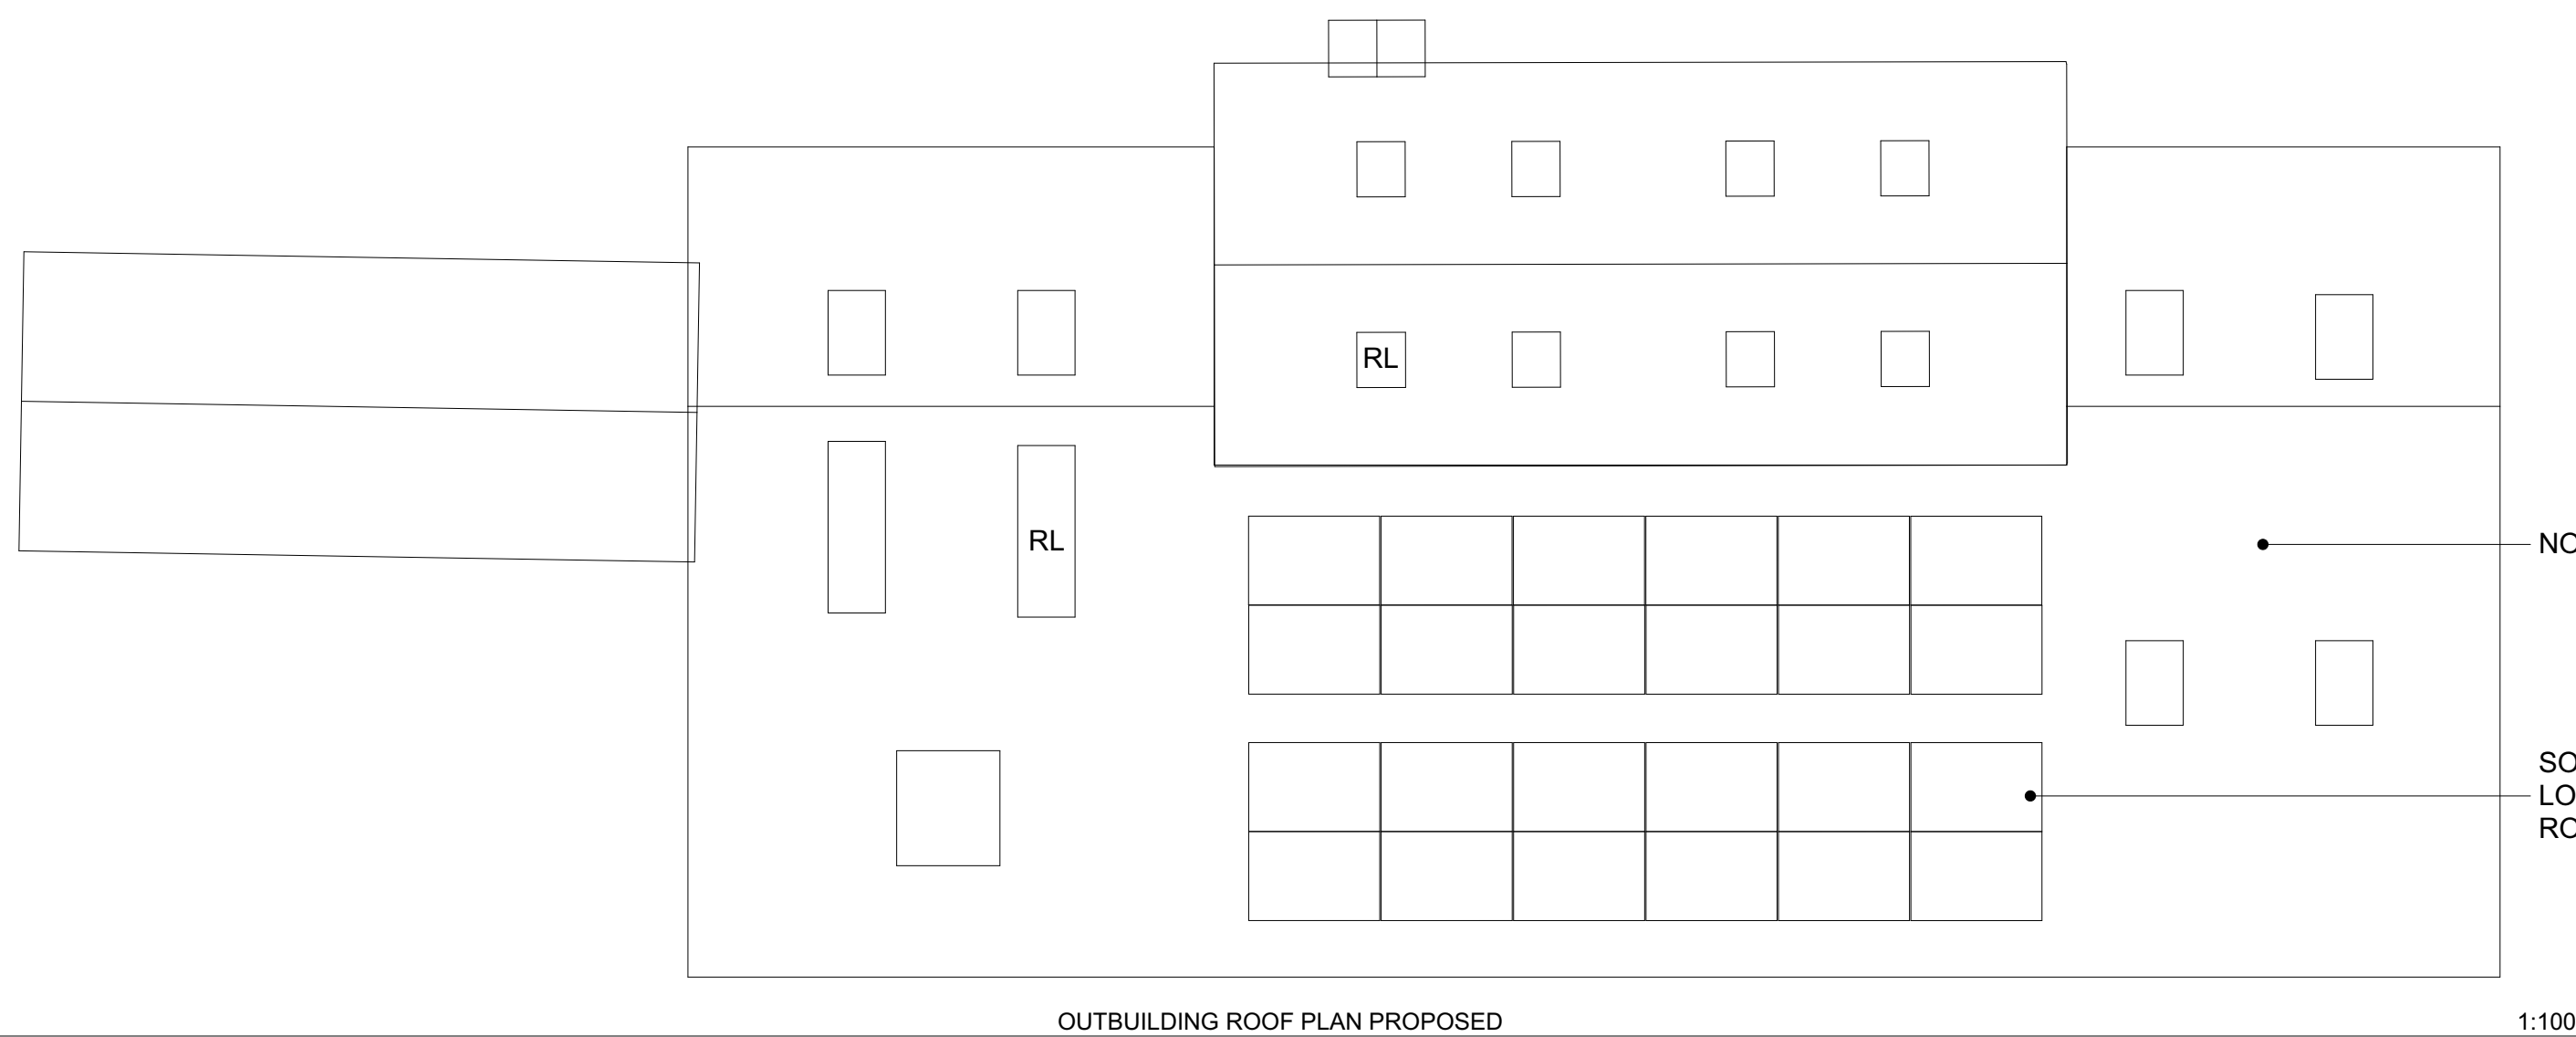 RL
RL
NO
SO
LO
RO
OUTBUILDING ROOF PLAN PROPOSED
1:100